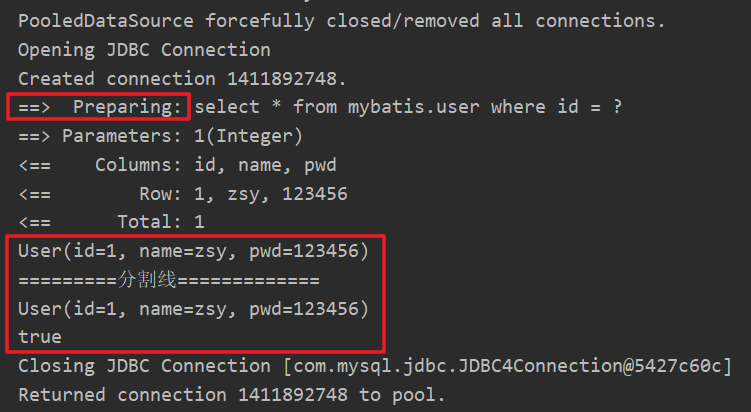 PooledDataSource forcefully closed/removed all connections.
Opening JDBC Connection
Created connection 1411892748.
==>  Preparing: select * from mybatis.user where id = ?
==> Parameters: 1(Integer)
<==    Columns: id, name, pwd
<==        Row: 1, zsy, 123456
<==      Total: 1
User(id=1, name=zsy, pwd=123456)
=========分割线=============
User(id=1, name=zsy, pwd=123456)
true
Closing JDBC Connection [com.mysql.jdbc.JDBC4Connection@5427c60c]
Returned connection 1411892748 to pool.